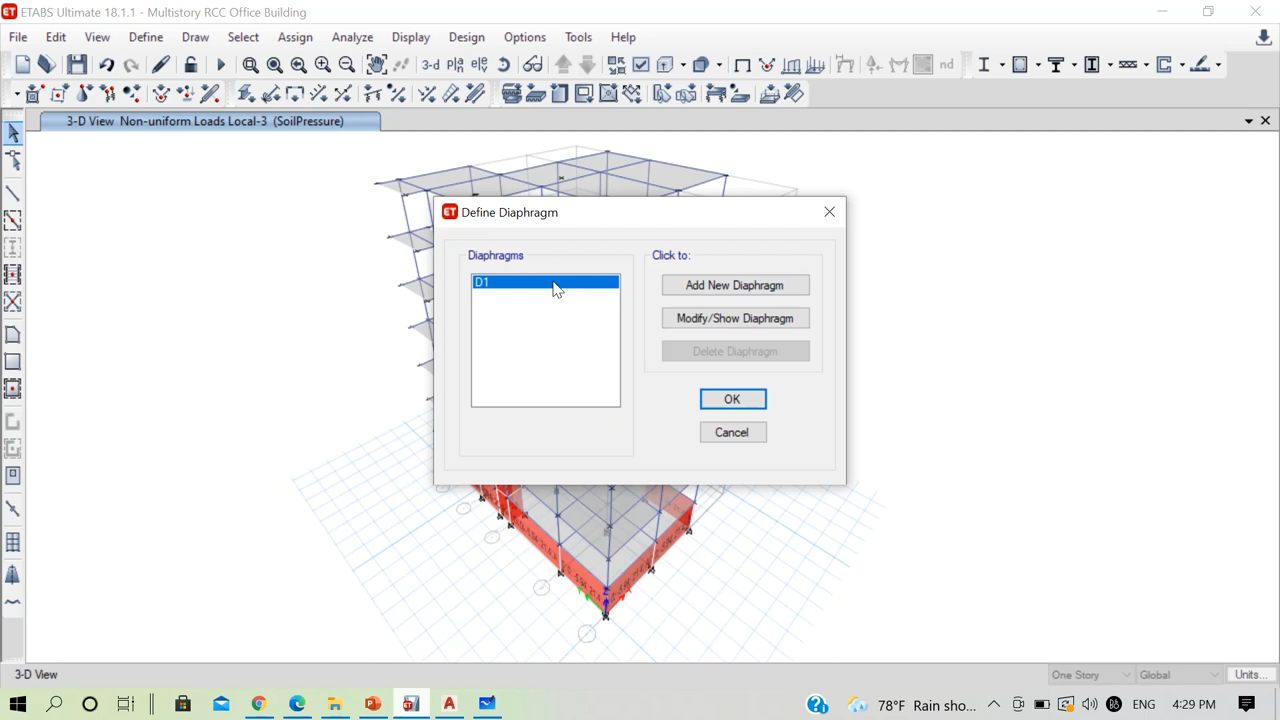 ETABS Ultimate 18.1.1 - Multistory RCC Office Building
File Edit View Define Draw Select Assign Analyze Display Design Options Tools Help
3-d nd
3-D View Non-uniform Loads Local-3 (SoilPressure)
Define Diaphragm
Diaphragms
Click to:
D1
Add New Diaphragm
Modify/Show Diaphragm
Delete Diaphragm
OK
Cancel
3-D View
One Story
Global
Units...
78°F Rain sho...
ENG
4:29 PM